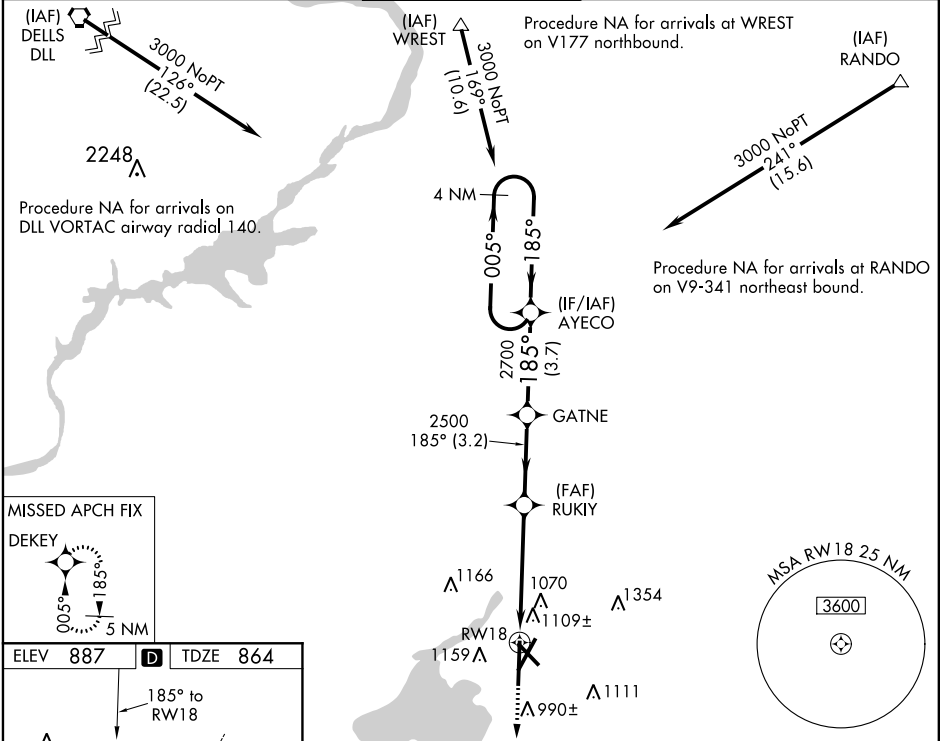 (IAF)
DELLS
DLL
3000 NoPT
126°
(22.5)
(IAF)
WREST
3000 NoPT
169°
(10.6)
Procedure NA for arrivals at WREST
on V177 northbound.
(IAF)
RANDO
3000 NoPT
241°
(15.6)
2248
Procedure NA for arrivals on
DLL VORTAC airway radial 140.
4 NM
005°
185°
Procedure NA for arrivals at RANDO
on V9-341 northeast bound.
(IF/IAF)
AYECO
2700
185°
(3.7)
GATNE
2500
185° (3.2)
(FAF)
RUKIY
MISSED APCH FIX
DEKEY
005°
185°
5 NM
1166
1070
1109±
1354
RW18
1159
1111
990±
MSA RW18 25 NM
3600
ELEV 887 D TDZE 864
185° to
RW18